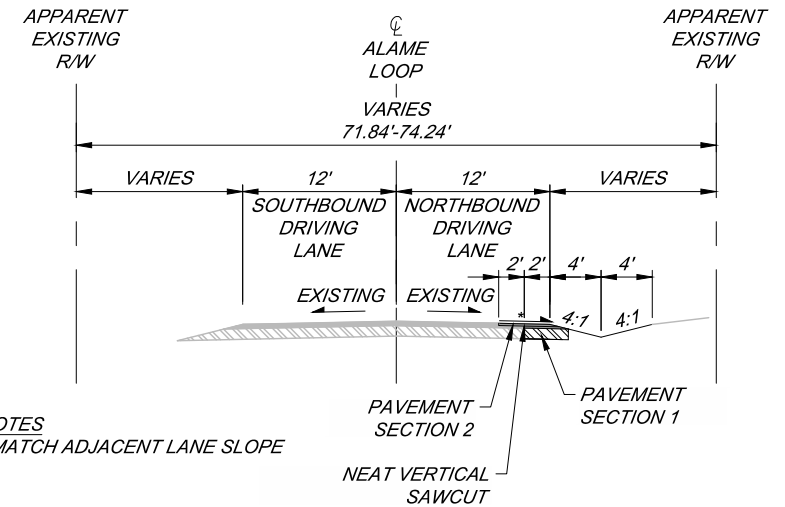 APPARENT
EXISTING
R/W
℄
ALAME
LOOP
APPARENT
EXISTING
R/W
VARIES
71.84'-74.24'
VARIES
12'
12'
VARIES
SOUTHBOUND
DRIVING
LANE
NORTHBOUND
DRIVING
LANE
2'
2'
4'
4'
EXISTING
EXISTING
*
4:1
4:1
PAVEMENT
SECTION 2
PAVEMENT
SECTION 1
NEAT VERTICAL
SAWCUT
OTES
MATCH ADJACENT LANE SLOPE